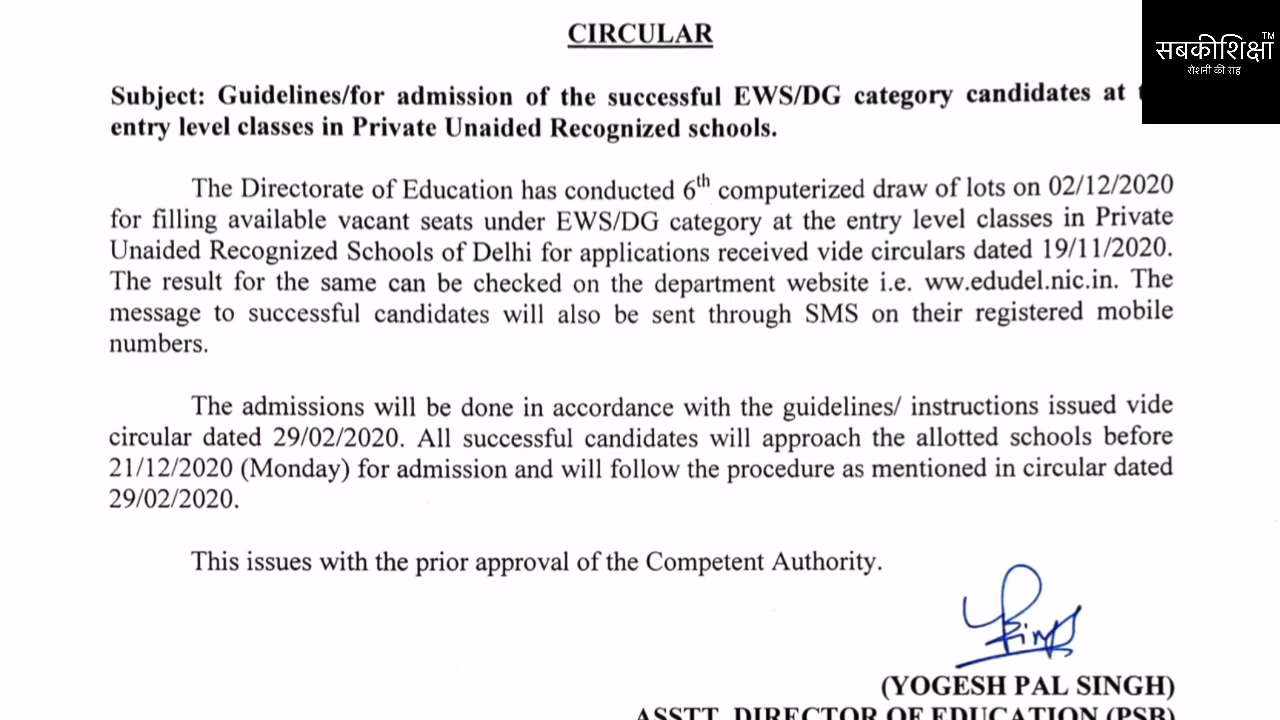 CIRCULAR
सबकीशिक्षा TM
रोशनी की राह
Subject: Guidelines/for admission of the successful EWS/DG category candidates at
entry level classes in Private Unaided Recognized schools.
The Directorate of Education has conducted 6th computerized draw of lots on 02/12/2020
for filling available vacant seats under EWS/DG category at the entry level classes in Private
Unaided Recognized Schools of Delhi for applications received vide circulars dated 19/11/2020.
The result for the same can be checked on the department website i.e. ww.edudel.nic.in. The
message to successful candidates will also be sent through SMS on their registered mobile
numbers.
The admissions will be done in accordance with the guidelines/ instructions issued vide
circular dated 29/02/2020. All successful candidates will approach the allotted schools before
21/12/2020 (Monday) for admission and will follow the procedure as mentioned in circular dated
29/02/2020.
This issues with the prior approval of the Competent Authority.
(YOGESH PAL SINGH)
ASSTT. DIRECTOR OF EDUCATION (PSB)